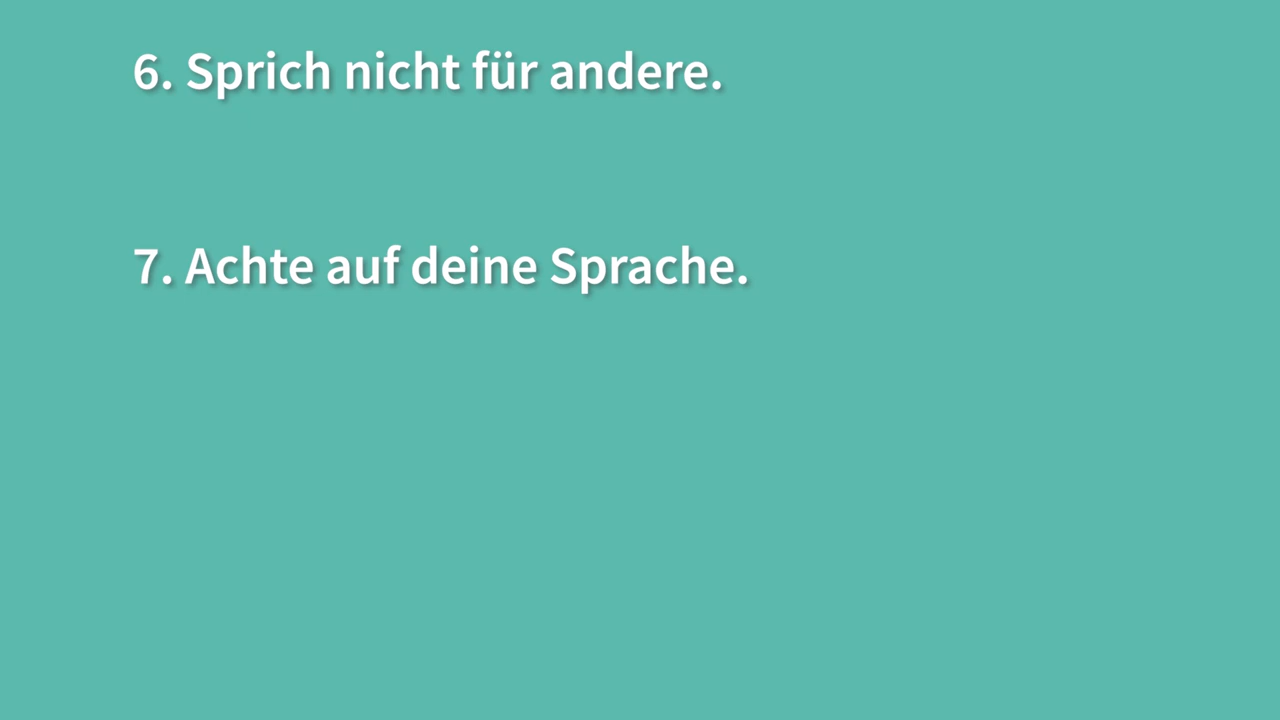 6. Sprich nicht für andere.
7. Achte auf deine Sprache.